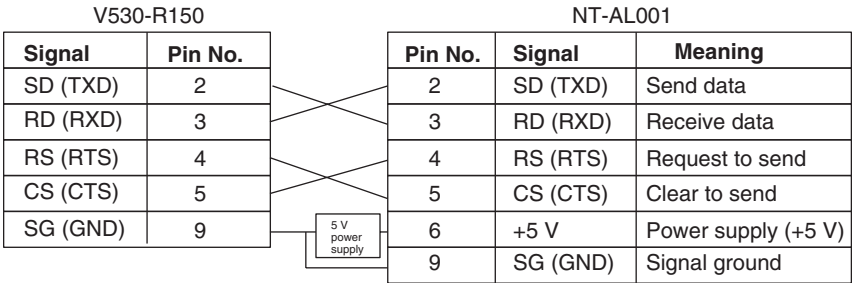 V530-R150 NT-AL001
Signal Pin No. Pin No. Signal Meaning
SD (TXD) 2 2 SD (TXD) Send data
RD (RXD) 3 3 RD (RXD) Receive data
RS (RTS) 4 4 RS (RTS) Request to send
CS (CTS) 5 5 CS (CTS) Clear to send
SG (GND) 9 5 V power supply 6 +5 V Power supply (+5 V)
9 SG (GND) Signal ground